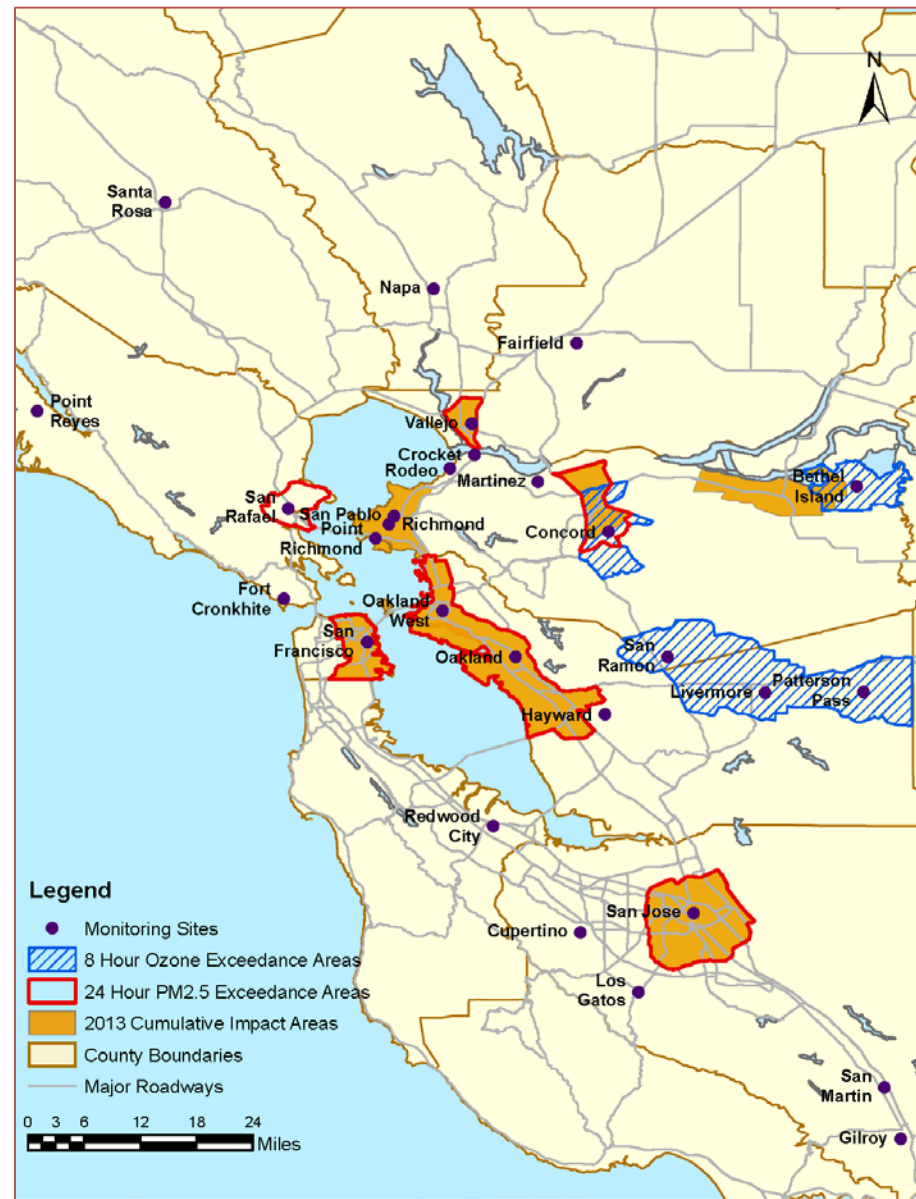 N
Santa
Rosa
Napa
Fairfield
Point
Reyes
Vallejo
Crocket
Rodeo
Martinez
Bethel
Island
San
Rafael
San Pablo
Richmond
Point
Richmond
Concord
Fort
Cronkhite
Oakland
West
San
Francisco
Oakland
San
Ramon
Livermore
Patterson
Pass
Hayward
Redwood
City
San Jose
Cupertino
Los
Gatos
San
Martin
Gilroy
Legend
Monitoring Sites
8 Hour Ozone Exceedance Areas
24 Hour PM2.5 Exceedance Areas
2013 Cumulative Impact Areas
County Boundaries
Major Roadways
0 3 6 12 18 24
Miles